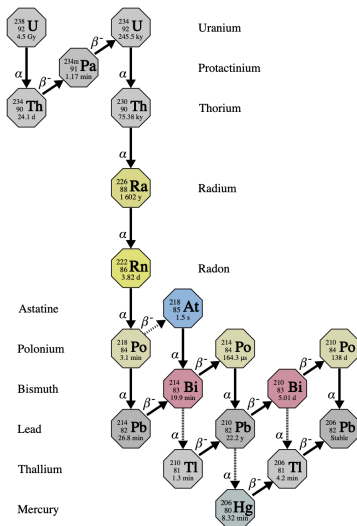 238 92 U 4.5 Gy
234 92 U 245.5 ky
Uranium
α
β⁻
β⁻
α
234m 91 Pa 1.17 min
Protactinium
234 90 Th 24.1 d
230 90 Th 75.38 ky
Thorium
α
226 88 Ra 1 602 y
Radium
α
222 86 Rn 3.82 d
Radon
α
Astatine
218 85 At 1.5 s
β⁻
α
Polonium
218 84 Po 3.1 min
214 84 Po 164.3 µs
210 84 Po 138 d
α
β⁻
α
β⁻
α
Bismuth
214 83 Bi 19.9 min
210 83 Bi 5.01 d
β⁻
α
β⁻
α
Lead
214 82 Pb 26.8 min
210 82 Pb 22.2 y
206 82 Pb Stable
β⁻
α
β⁻
Thallium
210 81 Tl 1.3 min
206 81 Tl 4.2 min
β⁻
Mercury
206 80 Hg 8.32 min